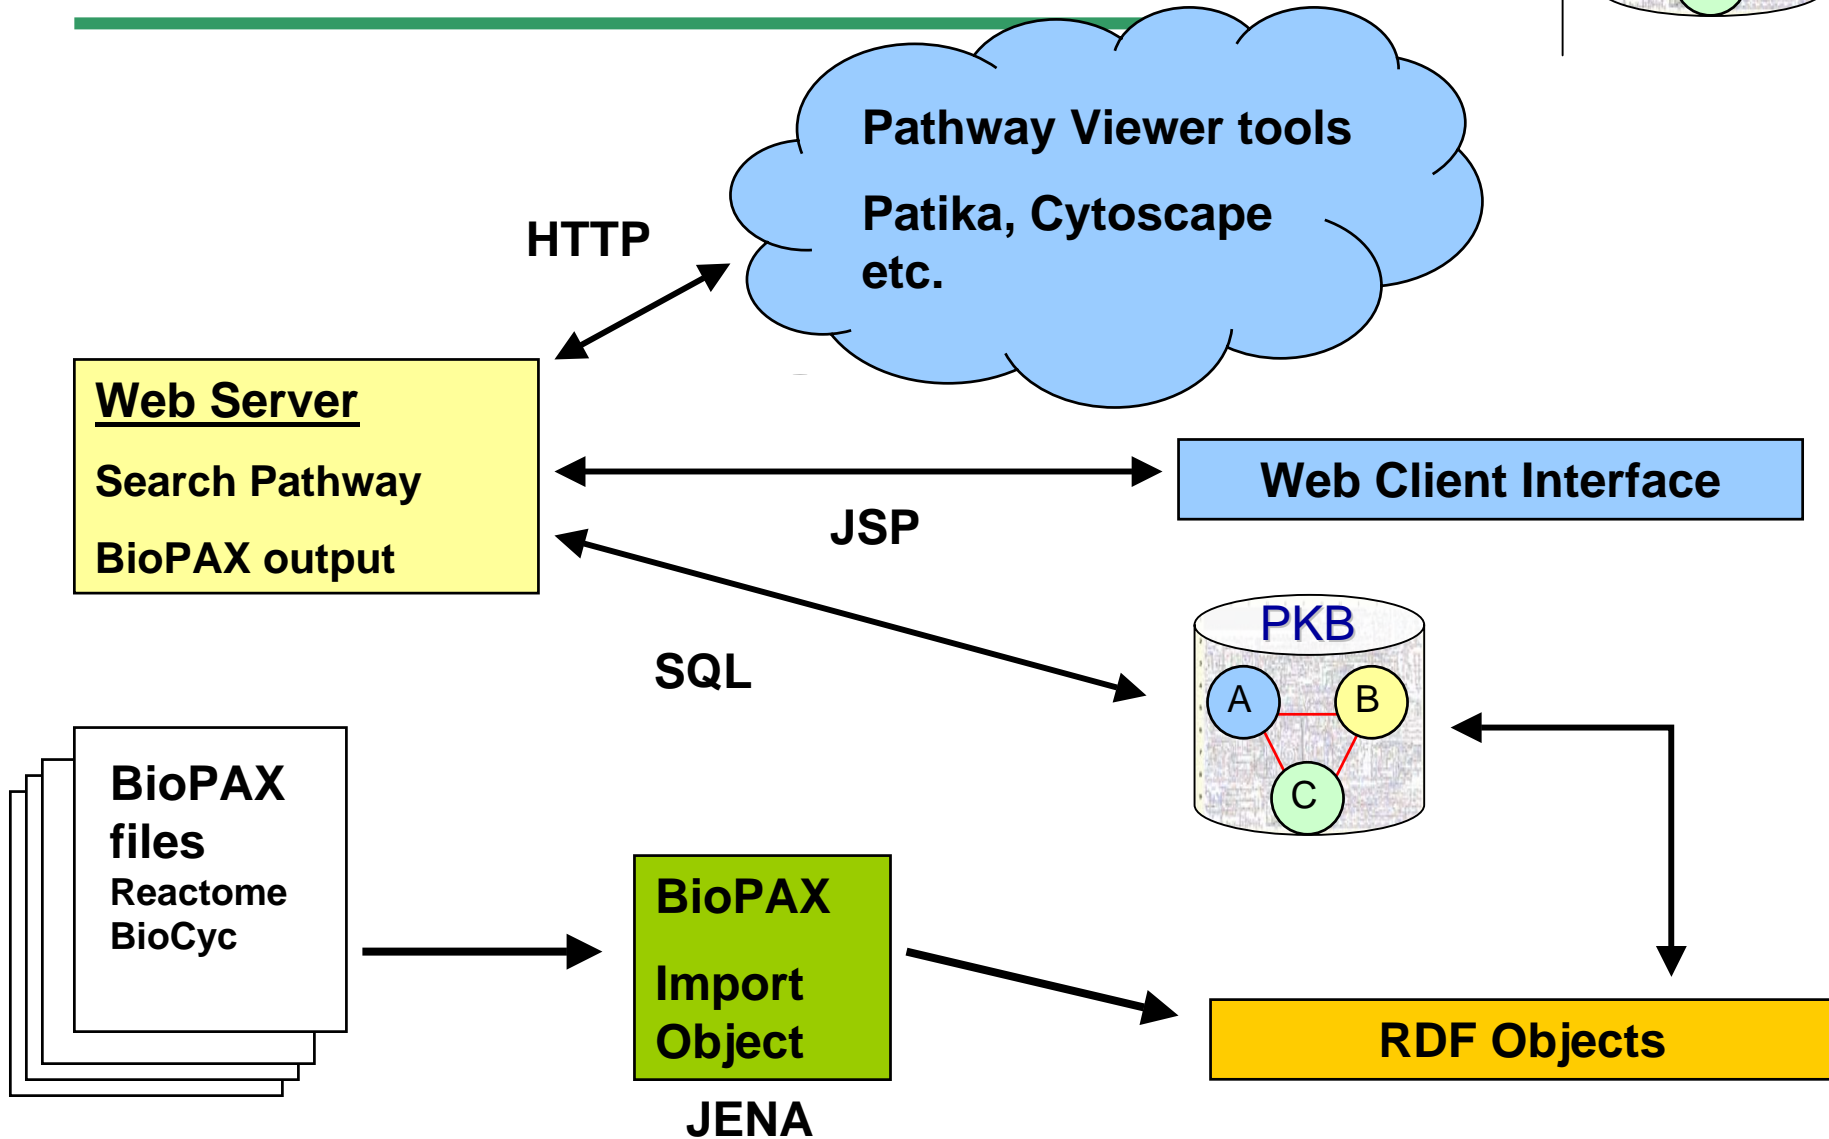 Pathway Viewer tools
Patika, Cytoscape
etc.
HTTP
Web Server
Search Pathway
BioPAX output
Web Client Interface
JSP
SQL
PKB
A
B
C
BioPAX
files
Reactome
BioCyc
BioPAX
Import
Object
JENA
RDF Objects